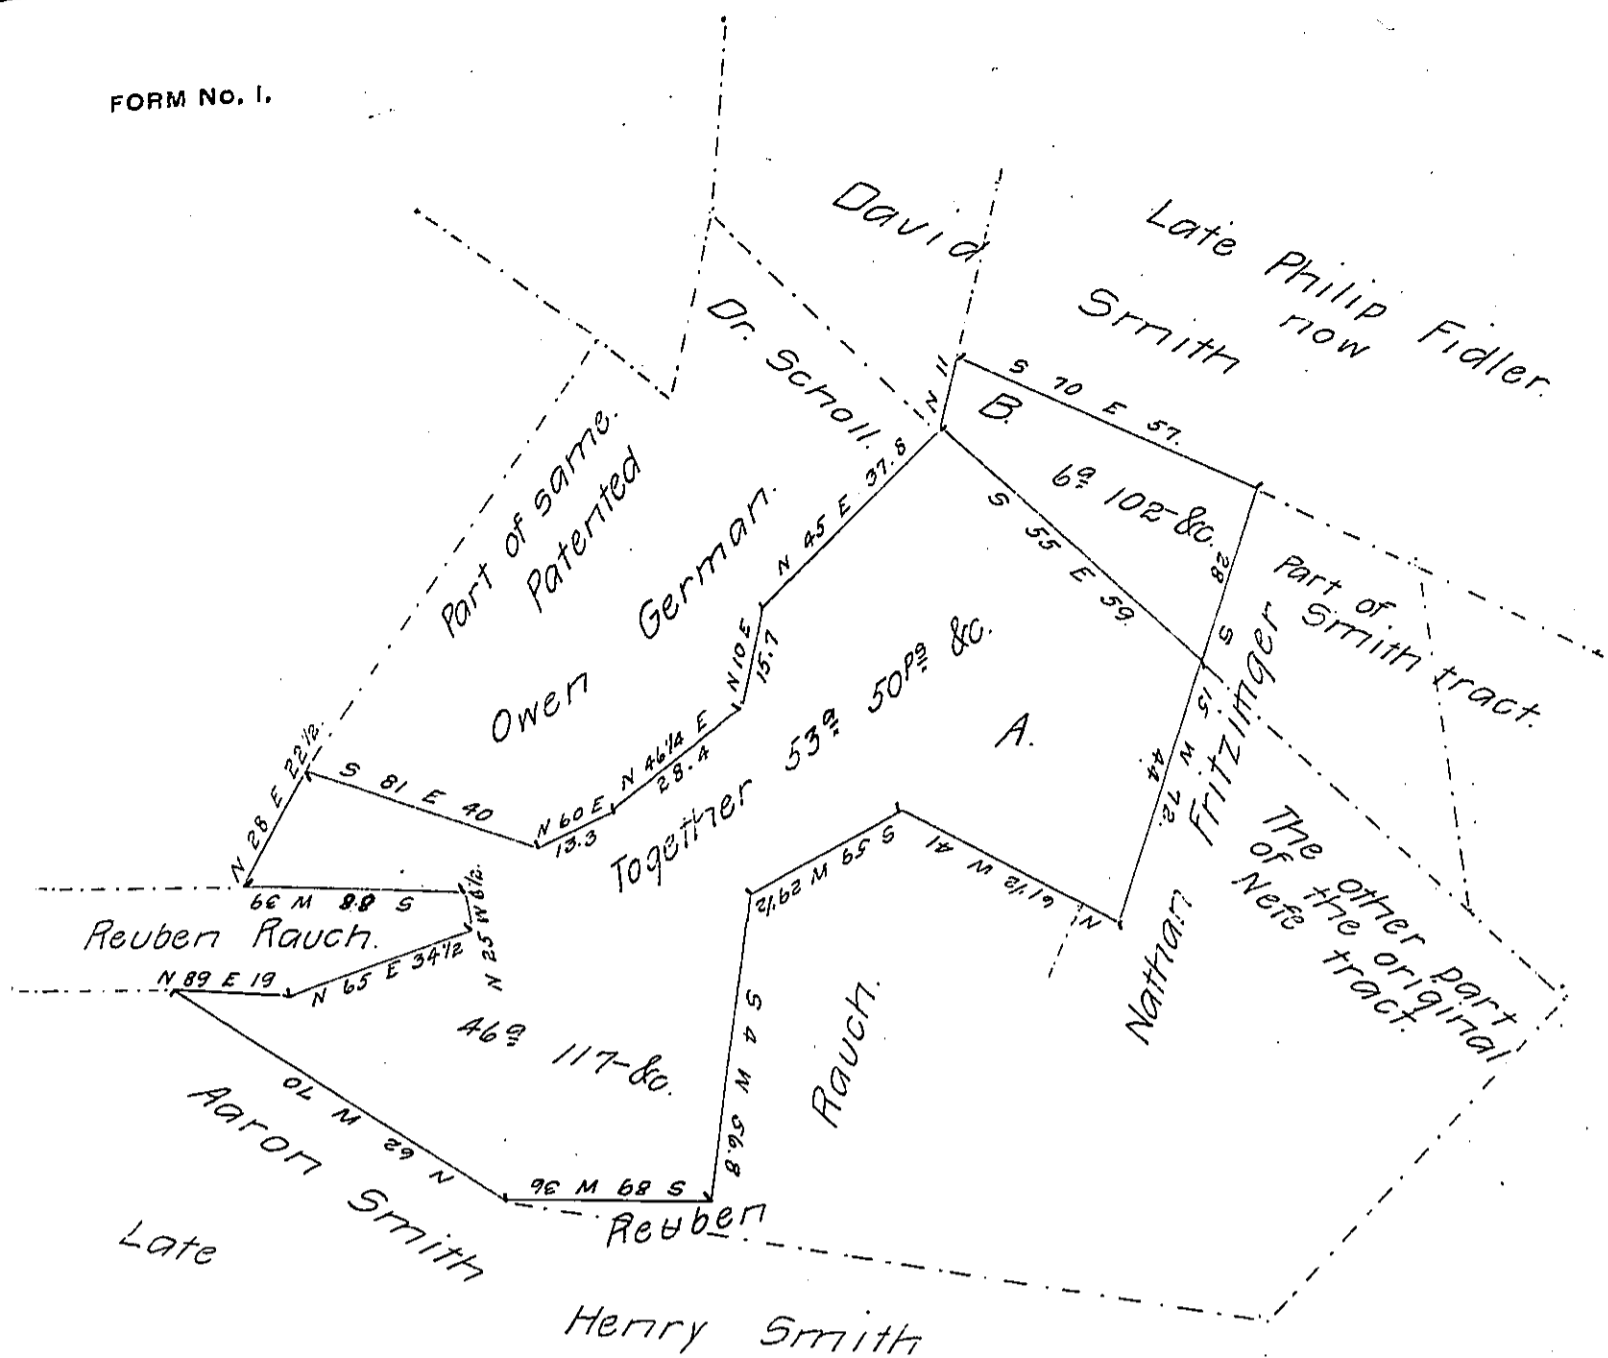 FORM No. 1.
David
Smith
Late Philip Fidler.
now
Dr. Scholl.
N 11
S 70 E 57.
B.
6a 102-&c.
S 55 E 59.
28
S 15 W 72.
44
Part of
Smith tract.
Part of same.
Patented
Owen German.
N 45 E 37.8
N 10 E
15.7
N 46 1/4 E
28.4
N 60 E
13.3
S 81 E 40
N 28 E 22 1/2.
Together 53a 50pa &c.
A.
Nathan Fritzinger
The other part
of the original
Nefe tract.
N 41 W 61 1/2
S 59 W 29 1/2
S 88 W 39
N 25 W 6 1/2.
Reuben Rauch.
N 89 E 19
N 65 E 34 1/2
46a 117-&c.
S 4 W 56.8
Reuben Rauch.
N 62 W 70
S 89 W 36
Late Aaron Smith
Henry Smith